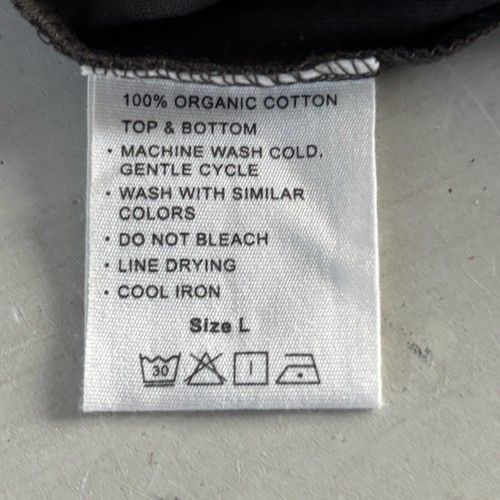 100% ORGANIC COTTON
TOP & BOTTOM
· MACHINE WASH COLD,
GENTLE CYCLE
· WASH WITH SIMILAR
COLORS
· DO NOT BLEACH
· LINE DRYING
· COOL IRON
Size L
30